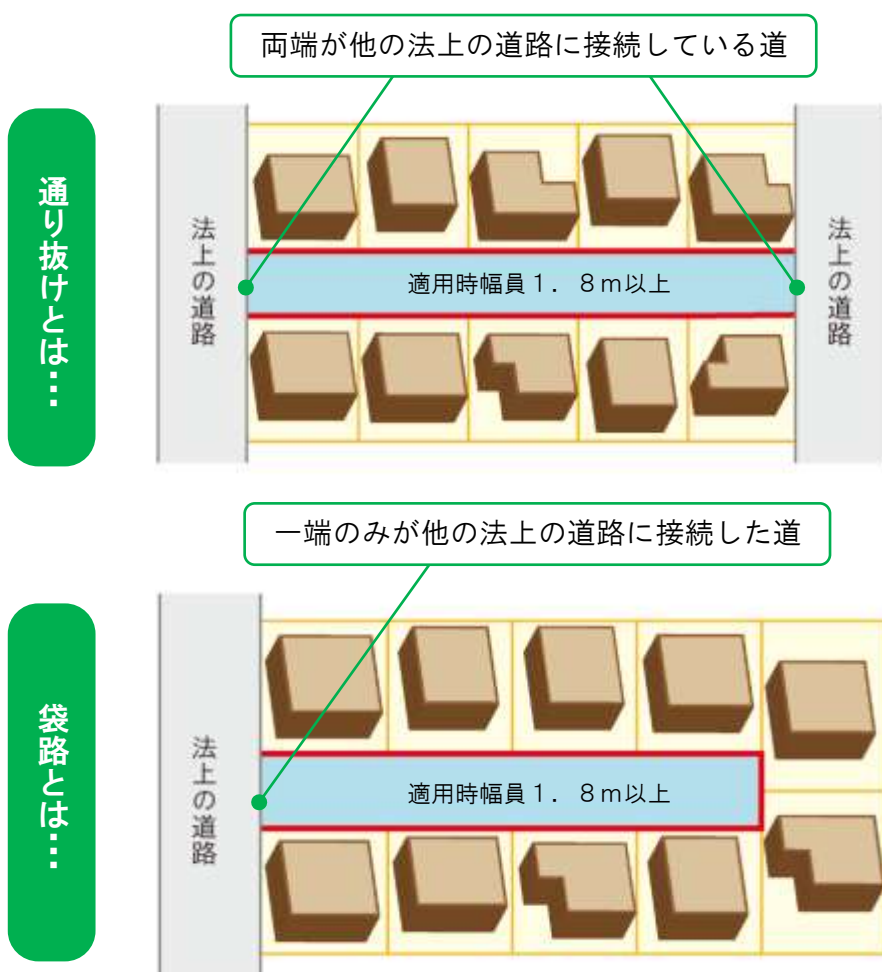 両端が他の法上の道路に接続している道
通り抜けとは・・・
法上の道路
適用時幅員１．８ｍ以上
法上の道路
一端のみが他の法上の道路に接続した道
袋路とは・・・
法上の道路
適用時幅員１．８ｍ以上